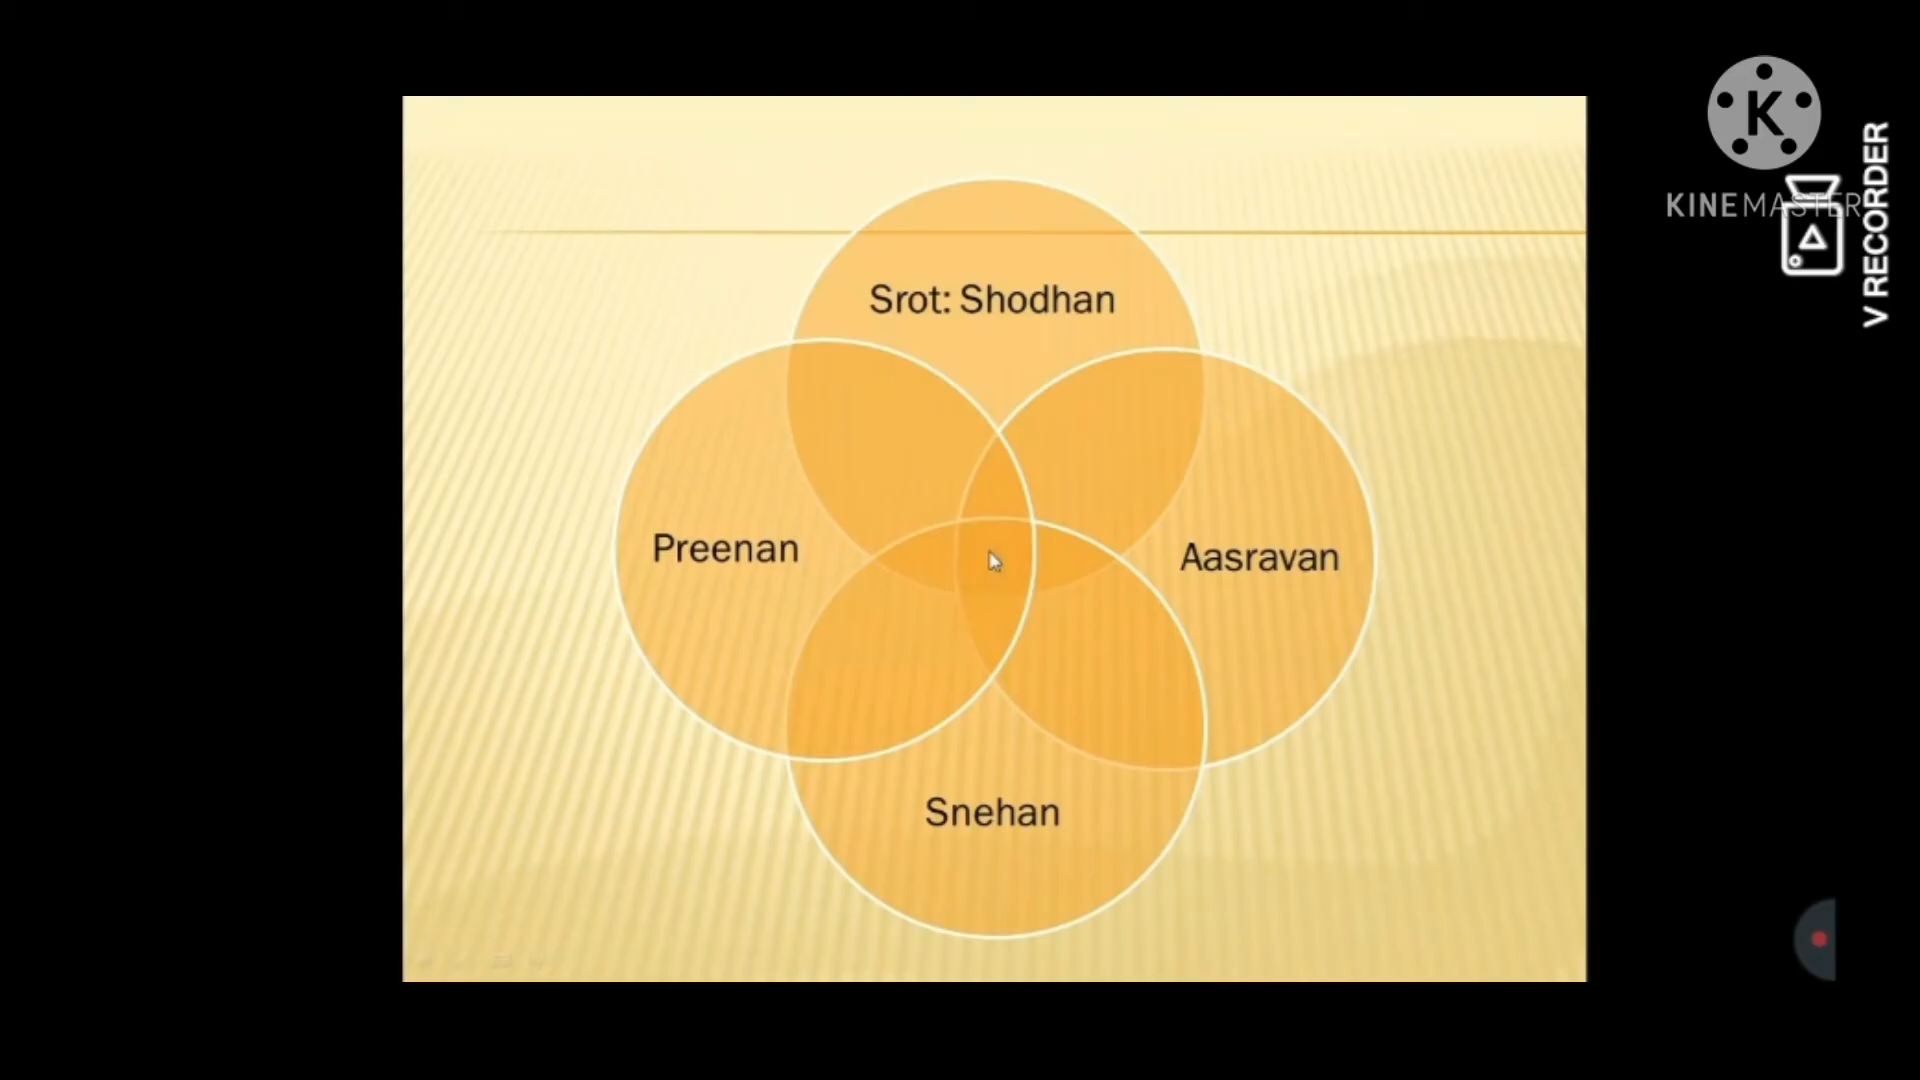 Srot: Shodhan
Preenan
Aasravan
Snehan
K
KINEMASTER
V RECORDER